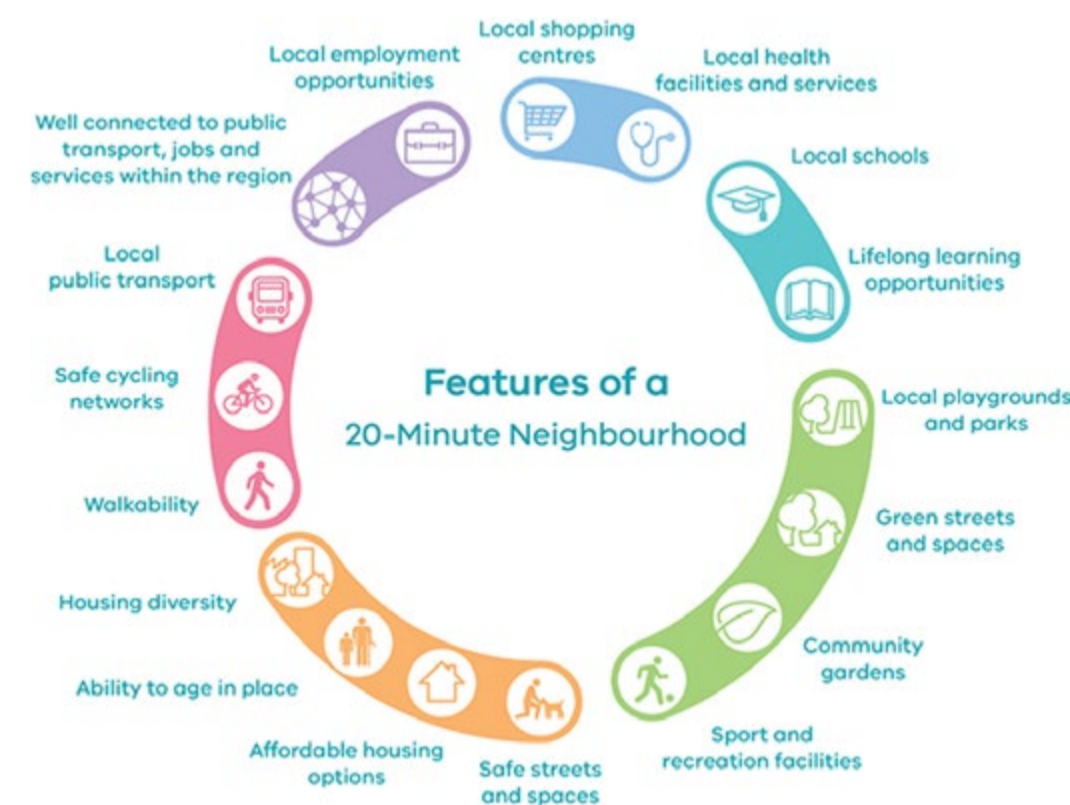 Features of a
20-Minute Neighbourhood
Local shopping
centres
Local health
facilities and services
Local schools
Lifelong learning
opportunities
Local playgrounds
and parks
Green streets
and spaces
Community
gardens
Sport and
recreation facilities
Safe streets
and spaces
Affordable housing
options
Ability to age in place
Housing diversity
Walkability
Safe cycling
networks
Local
public transport
Well connected to public
transport, jobs and
services within the region
Local employment
opportunities